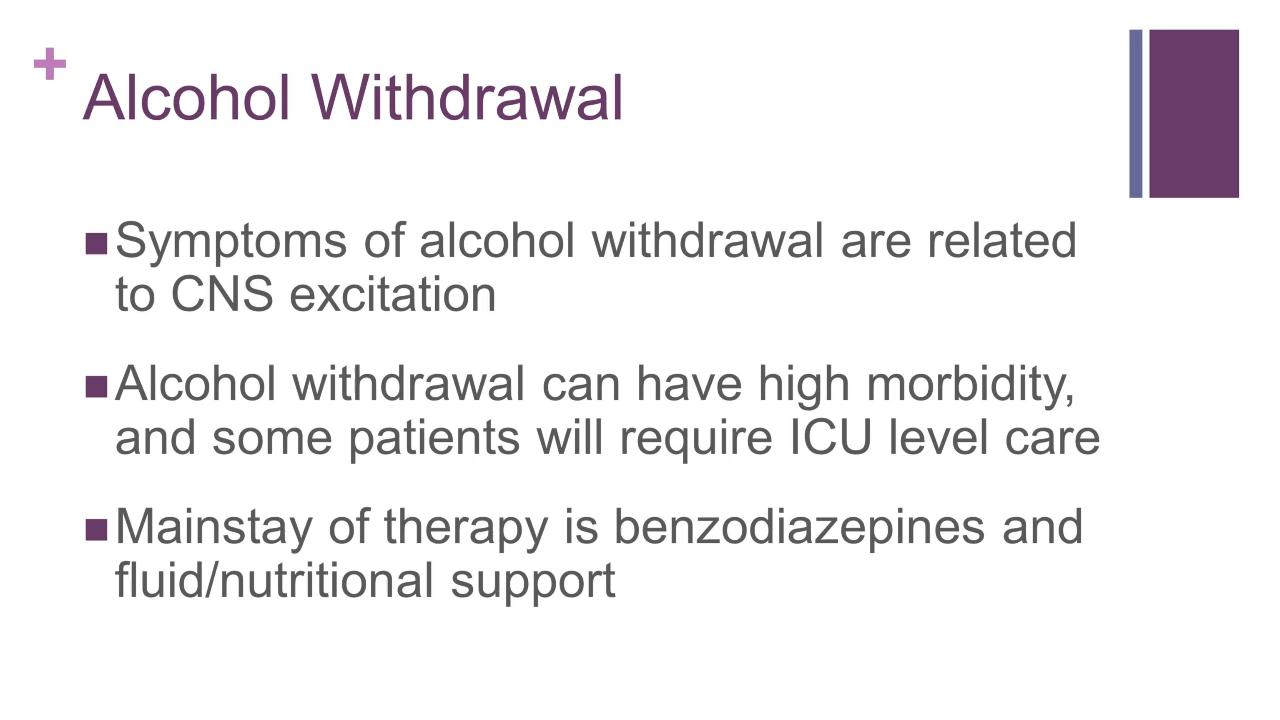 +
Alcohol Withdrawal
Symptoms of alcohol withdrawal are related
to CNS excitation
Alcohol withdrawal can have high morbidity,
and some patients will require ICU level care
Mainstay of therapy is benzodiazepines and
fluid/nutritional support